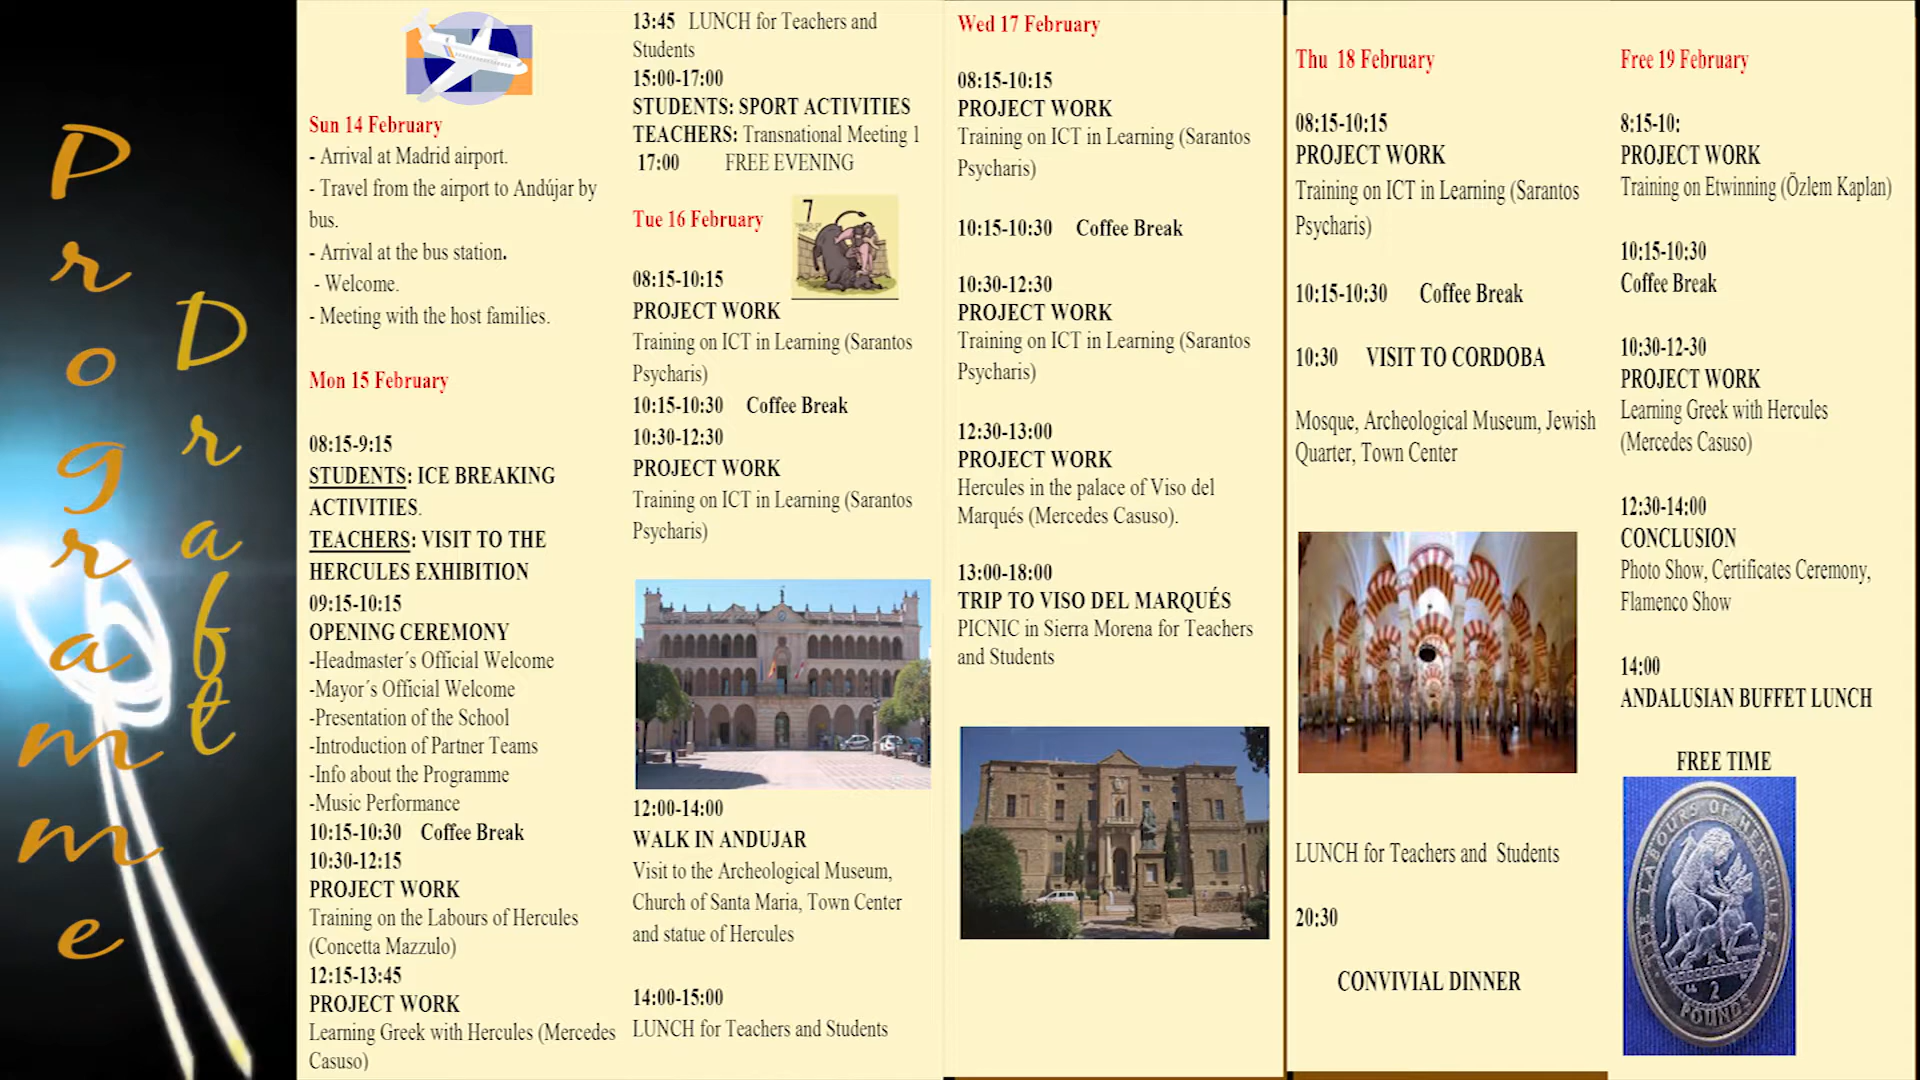 Programme
Draft
Sun 14 February
- Arrival at Madrid airport.
- Travel from the airport to Andújar by
bus.
- Arrival at the bus station.
- Welcome.
- Meeting with the host families.
Mon 15 February
08:15-9:15
STUDENTS: ICE BREAKING
ACTIVITIES.
TEACHERS: VISIT TO THE
HERCULES EXHIBITION
09:15-10:15
OPENING CEREMONY
-Headmaster´s Official Welcome
-Mayor´s Official Welcome
-Presentation of the School
-Introduction of Partner Teams
-Info about the Programme
-Music Performance
10:15-10:30 Coffee Break
10:30-12:15
PROJECT WORK
Training on the Labours of Hercules
(Concetta Mazzulo)
12:15-13:45
PROJECT WORK
Learning Greek with Hercules (Mercedes
Casuso)
13:45 LUNCH for Teachers and
Students
15:00-17:00
STUDENTS: SPORT ACTIVITIES
TEACHERS: Transnational Meeting 1
17:00 FREE EVENING
Tue 16 February
7
08:15-10:15
PROJECT WORK
Training on ICT in Learning (Sarantos
Psycharis)
10:15-10:30 Coffee Break
10:30-12:30
PROJECT WORK
Training on ICT in Learning (Sarantos
Psycharis)
12:00-14:00
WALK IN ANDUJAR
Visit to the Archeological Museum,
Church of Santa Maria, Town Center
and statue of Hercules
14:00-15:00
LUNCH for Teachers and Students
Wed 17 February
08:15-10:15
PROJECT WORK
Training on ICT in Learning (Sarantos
Psycharis)
10:15-10:30 Coffee Break
10:30-12:30
PROJECT WORK
Training on ICT in Learning (Sarantos
Psycharis)
12:30-13:00
PROJECT WORK
Hercules in the palace of Viso del
Marqués (Mercedes Casuso).
13:00-18:00
TRIP TO VISO DEL MARQUÉS
PICNIC in Sierra Morena for Teachers
and Students
Thu 18 February
08:15-10:15
PROJECT WORK
Training on ICT in Learning (Sarantos
Psycharis)
10:15-10:30 Coffee Break
10:30 VISIT TO CORDOBA
Mosque, Archeological Museum, Jewish
Quarter, Town Center
LUNCH for Teachers and Students
20:30
CONVIVIAL DINNER
Free 19 February
8:15-10:
PROJECT WORK
Training on Etwinning (Özlem Kaplan)
10:15-10:30
Coffee Break
10:30-12-30
PROJECT WORK
Learning Greek with Hercules
(Mercedes Casuso)
12:30-14:00
CONCLUSION
Photo Show, Certificates Ceremony,
Flamenco Show
14:00
ANDALUSIAN BUFFET LUNCH
FREE TIME
THE LABOURS OF HERCULES
2
POUNDS